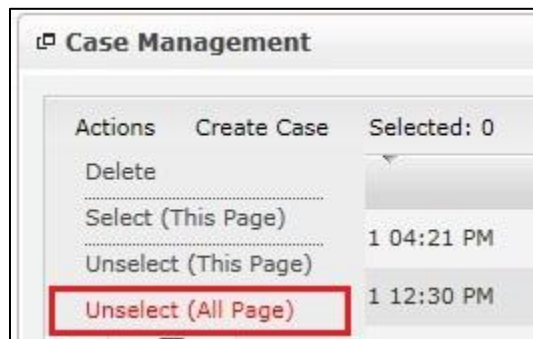 Case Management
Actions Create Case Selected: 0
Delete
Select (This Page)
1 04:21 PM
Unselect (This Page)
1 12:30 PM
Unselect (All Page)